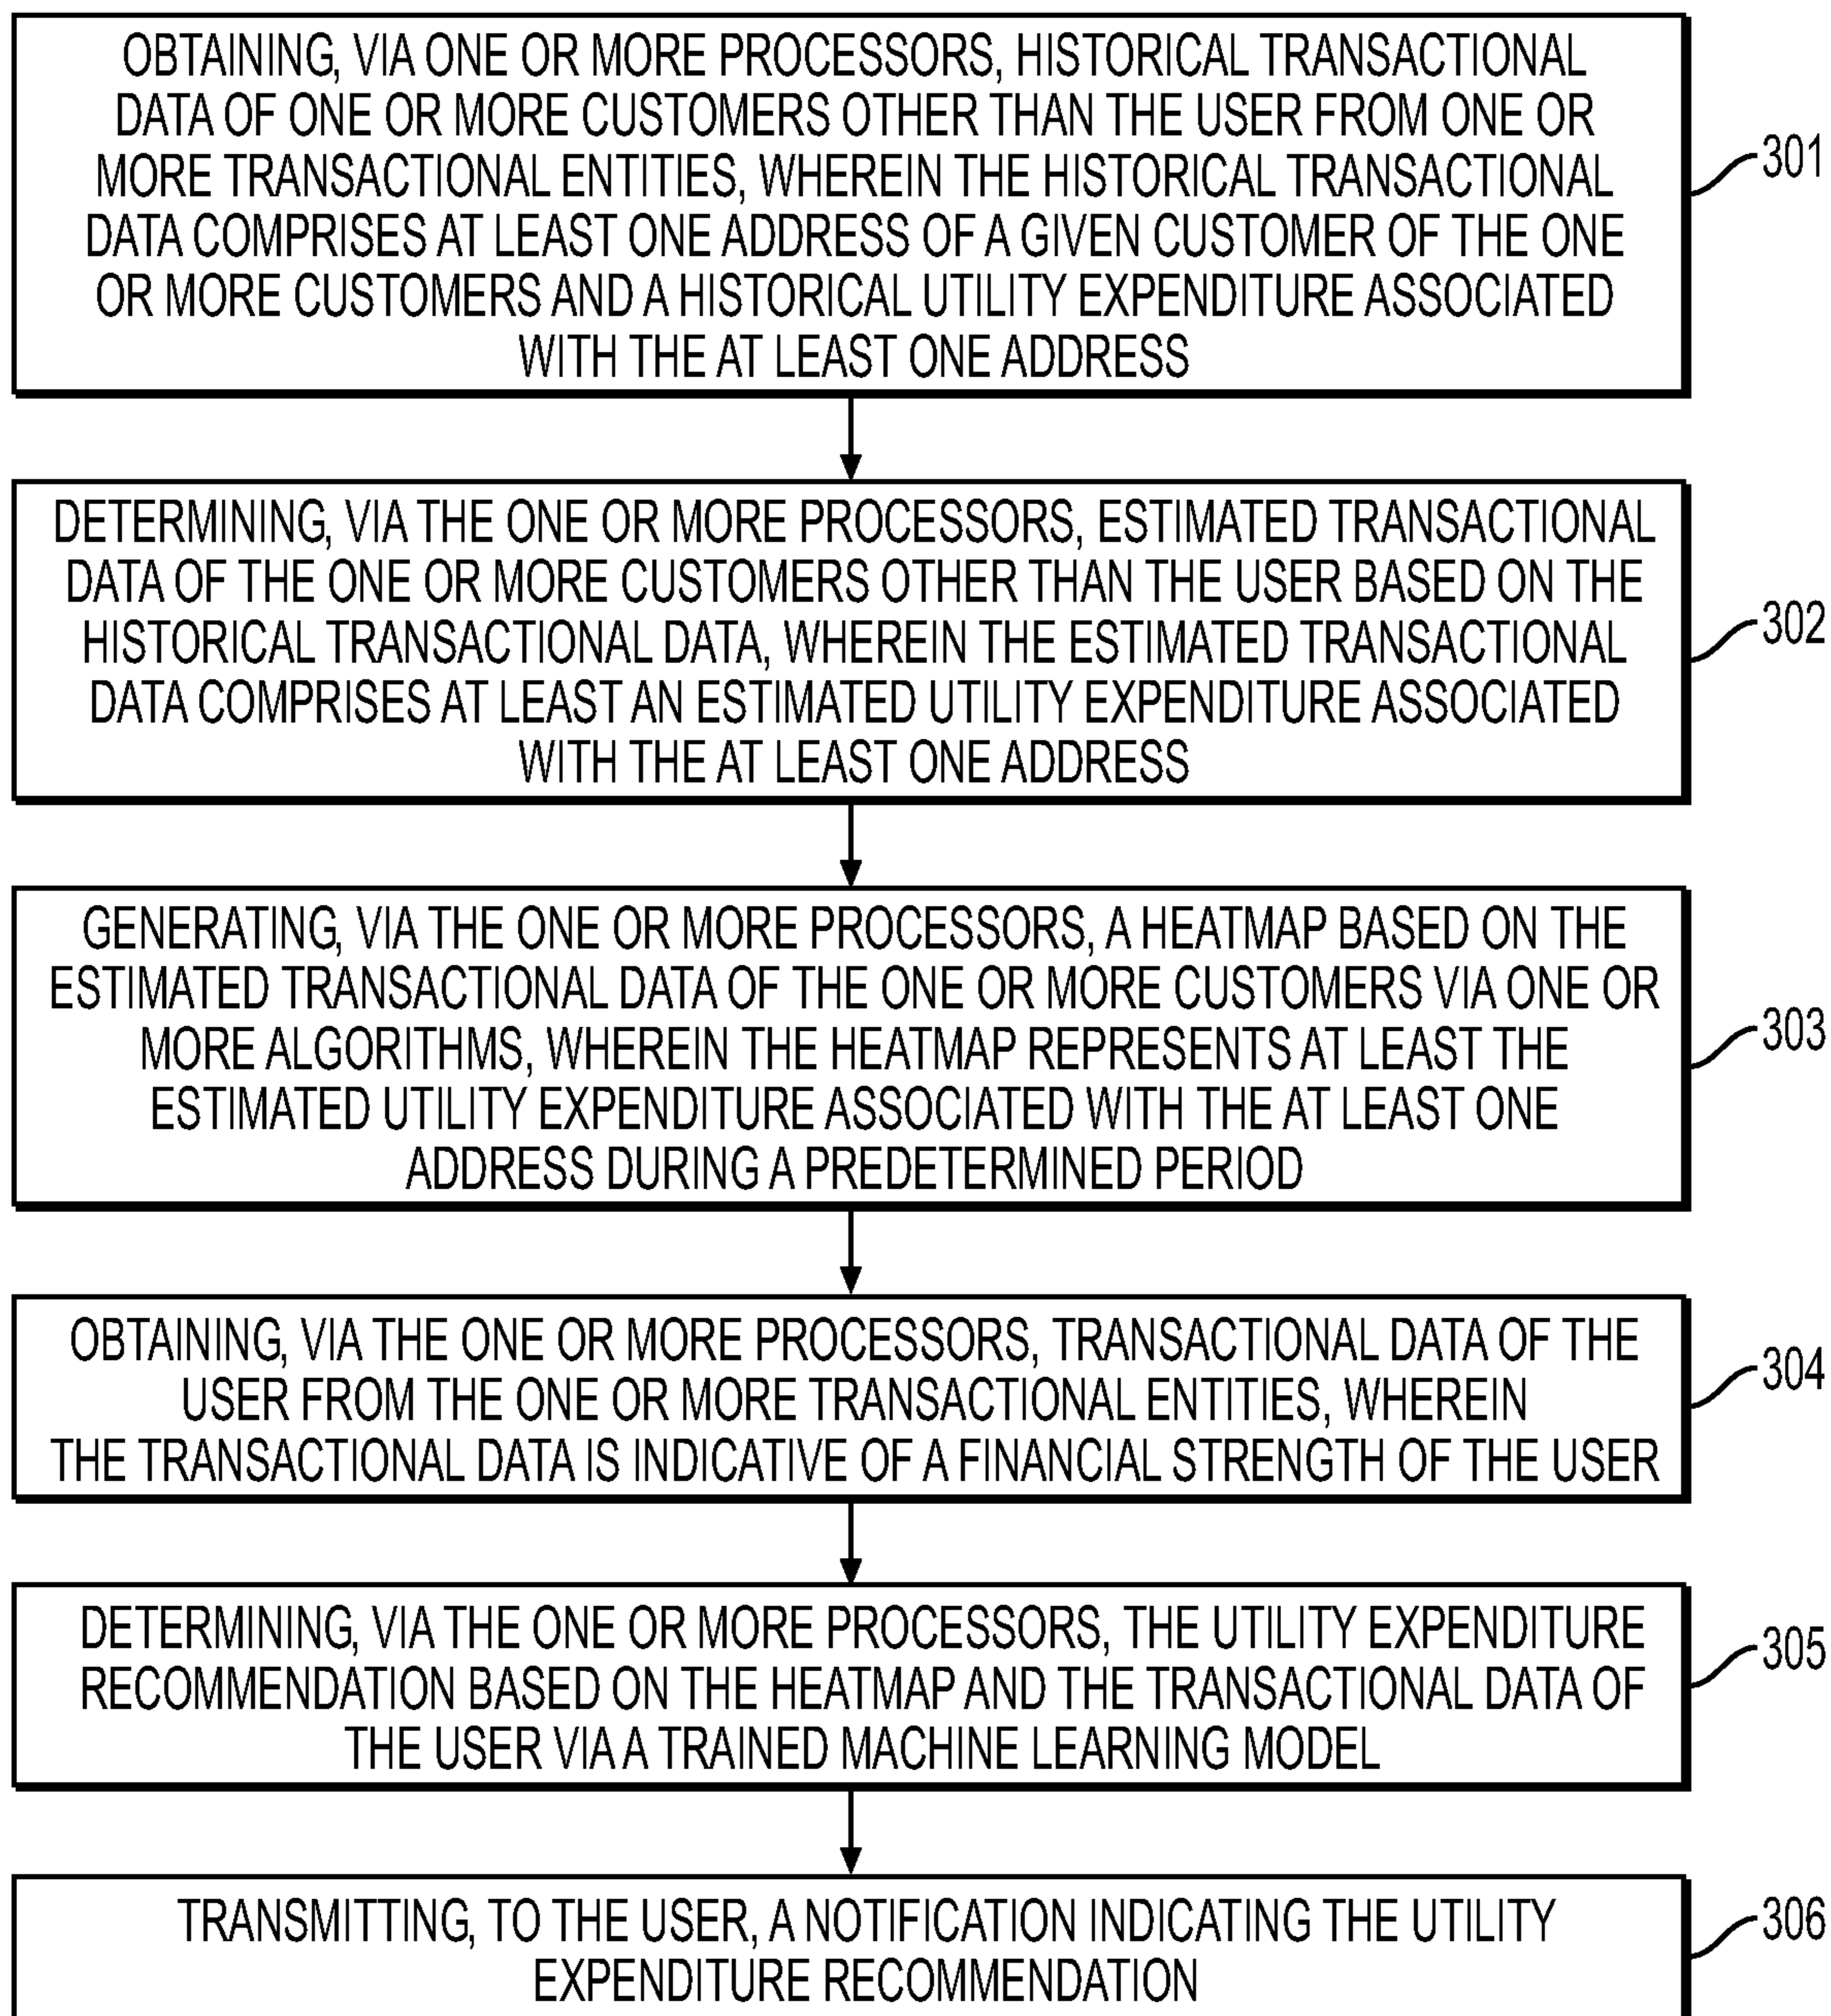 OBTAINING, VIA ONE OR MORE PROCESSORS, HISTORICAL TRANSACTIONAL
DATA OF ONE OR MORE CUSTOMERS OTHER THAN THE USER FROM ONE OR
MORE TRANSACTIONAL ENTITIES, WHEREIN THE HISTORICAL TRANSACTIONAL
DATA COMPRISES AT LEAST ONE ADDRESS OF A GIVEN CUSTOMER OF THE ONE
OR MORE CUSTOMERS AND A HISTORICAL UTILITY EXPENDITURE ASSOCIATED
WITH THE AT LEAST ONE ADDRESS
301
DETERMINING, VIA THE ONE OR MORE PROCESSORS, ESTIMATED TRANSACTIONAL
DATA OF THE ONE OR MORE CUSTOMERS OTHER THAN THE USER BASED ON THE
HISTORICAL TRANSACTIONAL DATA, WHEREIN THE ESTIMATED TRANSACTIONAL
DATA COMPRISES AT LEAST AN ESTIMATED UTILITY EXPENDITURE ASSOCIATED
WITH THE AT LEAST ONE ADDRESS
302
GENERATING, VIA THE ONE OR MORE PROCESSORS, A HEATMAP BASED ON THE
ESTIMATED TRANSACTIONAL DATA OF THE ONE OR MORE CUSTOMERS VIA ONE OR
MORE ALGORITHMS, WHEREIN THE HEATMAP REPRESENTS AT LEAST THE
ESTIMATED UTILITY EXPENDITURE ASSOCIATED WITH THE AT LEAST ONE
ADDRESS DURING A PREDETERMINED PERIOD
303
OBTAINING, VIA THE ONE OR MORE PROCESSORS, TRANSACTIONAL DATA OF THE
USER FROM THE ONE OR MORE TRANSACTIONAL ENTITIES, WHEREIN
THE TRANSACTIONAL DATA IS INDICATIVE OF A FINANCIAL STRENGTH OF THE USER
304
DETERMINING, VIA THE ONE OR MORE PROCESSORS, THE UTILITY EXPENDITURE
RECOMMENDATION BASED ON THE HEATMAP AND THE TRANSACTIONAL DATA OF
THE USER VIA A TRAINED MACHINE LEARNING MODEL
305
TRANSMITTING, TO THE USER, A NOTIFICATION INDICATING THE UTILITY
EXPENDITURE RECOMMENDATION
306